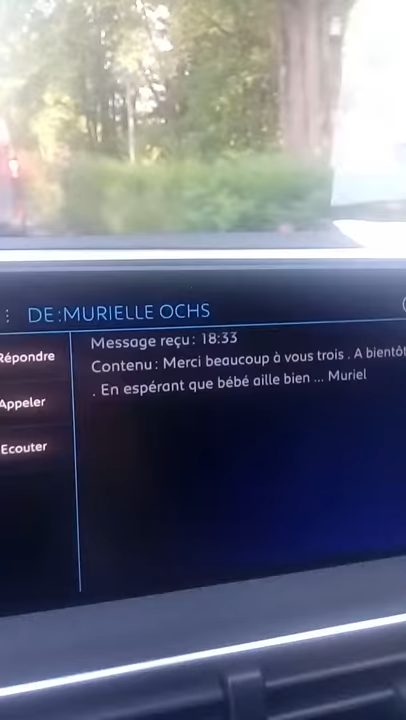 DE :MURIELLE OCHS
Répondre
Appeler
Ecouter
Message reçu : 18:33
Contenu : Merci beaucoup à vous trois . A bientôt
. En espérant que bébé aille bien ... Muriel